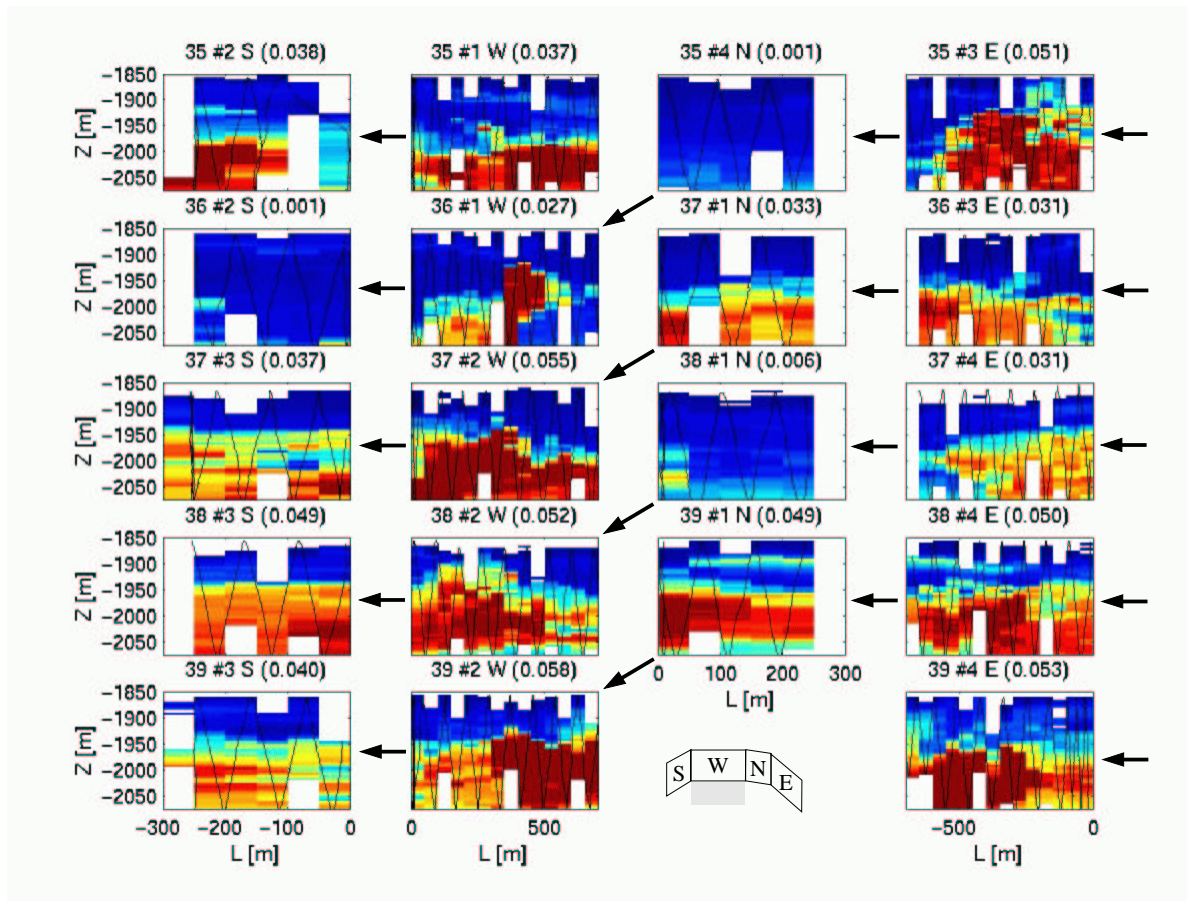 35 #2 S (0.038) 35 #1 W (0.037) 35 #4 N (0.001) 35 #3 E (0.051)
−1850
−1900
−1950
−2000
−2050
Z [m]
36 #2 S (0.001) 36 #1 W (0.027) 37 #1 N (0.033) 36 #3 E (0.031)
−1850
−1900
−1950
−2000
−2050
Z [m]
37 #3 S (0.037) 37 #2 W (0.055) 38 #1 N (0.006) 37 #4 E (0.031)
−1850
−1900
−1950
−2000
−2050
Z [m]
38 #3 S (0.049) 38 #2 W (0.052) 39 #1 N (0.049) 38 #4 E (0.050)
−1850
−1900
−1950
−2000
−2050
Z [m]
0 100 200 300
L [m]
39 #3 S (0.040) 39 #2 W (0.058) 39 #4 E (0.053)
−1850
−1900
−1950
−2000
−2050
Z [m]
S W N E
−300 −200 −100 0 0 500 −500 0
L [m] L [m] L [m]